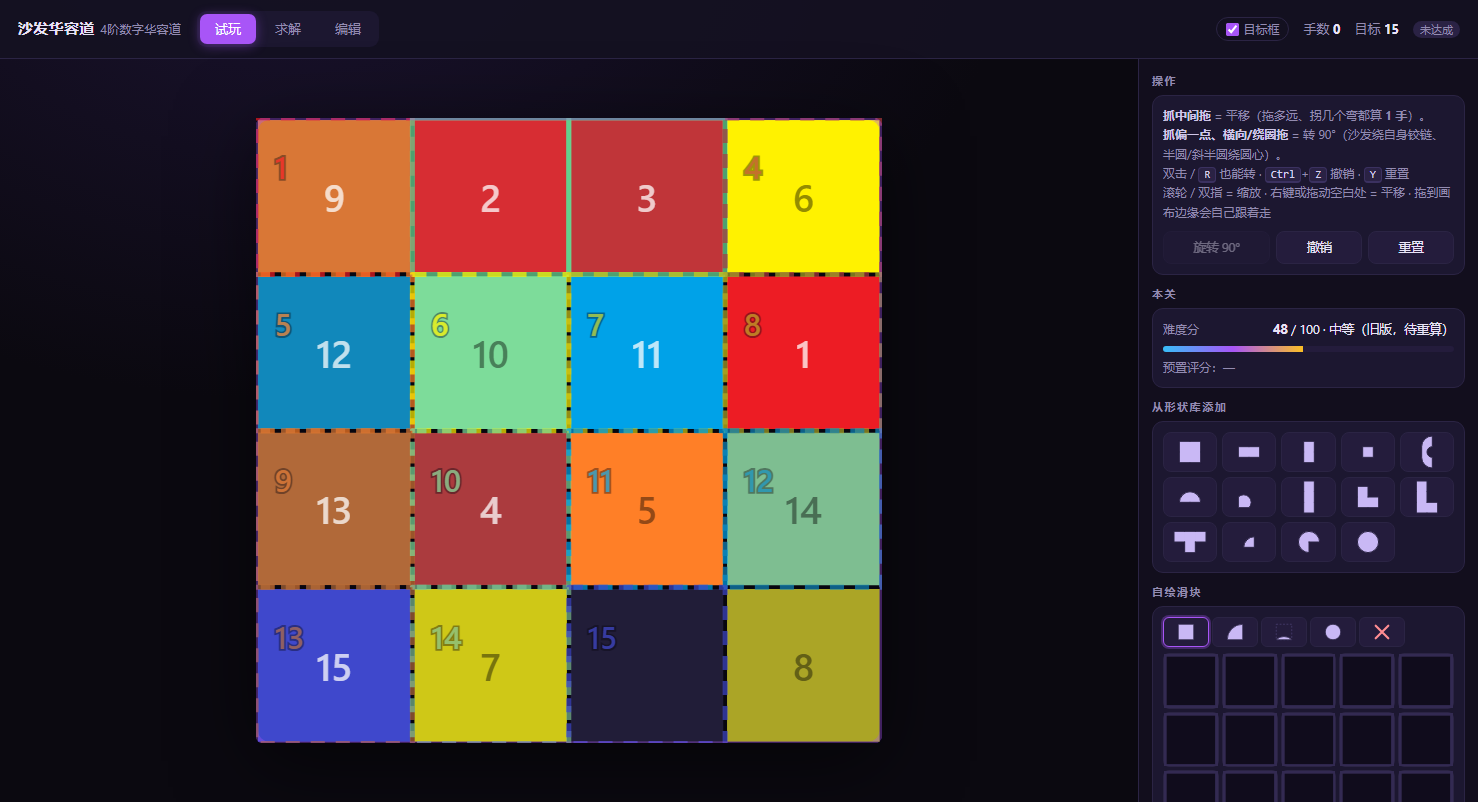 沙发华容道 4阶数字华容道 试玩 求解 编辑 目标框 手数 0 目标 15 未达成
1 9 2 3 4 6
5 12 6 10 7 11 8 1
9 13 10 4 11 5 12 14
13 15 14 7 15 8
操作
抓中间拖 = 平移（拖多远、拐几个弯都算 1 手）。
抓偏一点、横向/绕圆拖 = 转 90°（沙发绕自身铰链、
半圆/斜半圆绕圆心）。
双击 / R 也能转 · Ctrl + Z 撤销 · Y 重置
滚轮 / 双指 = 缩放 · 右键或拖动空白处 = 平移 · 拖到画
布边缘会自己跟着走
旋转 90° 撤销 重置
本关
难度分 48 / 100 · 中等（旧版，待重算）
预置评分：—
从形状库添加
自绘滑块